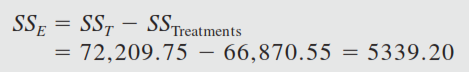 SS_E = SS_T − SS_Treatments
= 72,209.75 − 66,870.55 = 5339.20